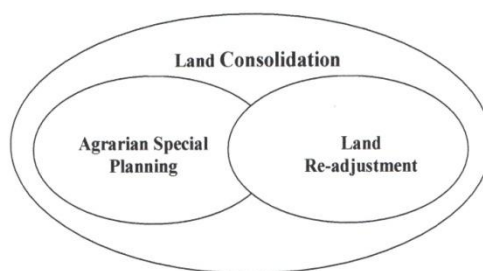 Land Consolidation
Agrarian Special
Planning
Land
Re-adjustment